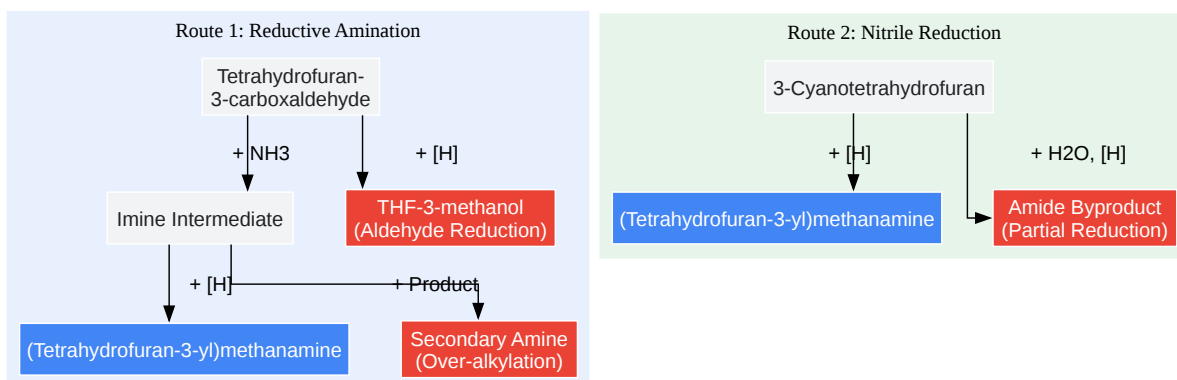 Route 1: Reductive Amination
Tetrahydrofuran-
3-carboxaldehyde
+ NH3
+ [H]
Imine Intermediate
THF-3-methanol
(Aldehyde Reduction)
+ [H]
+ Product
(Tetrahydrofuran-3-yl)methanamine
Secondary Amine
(Over-alkylation)
Route 2: Nitrile Reduction
3-Cyanotetrahydrofuran
+ [H]
+ H2O, [H]
(Tetrahydrofuran-3-yl)methanamine
Amide Byproduct
(Partial Reduction)